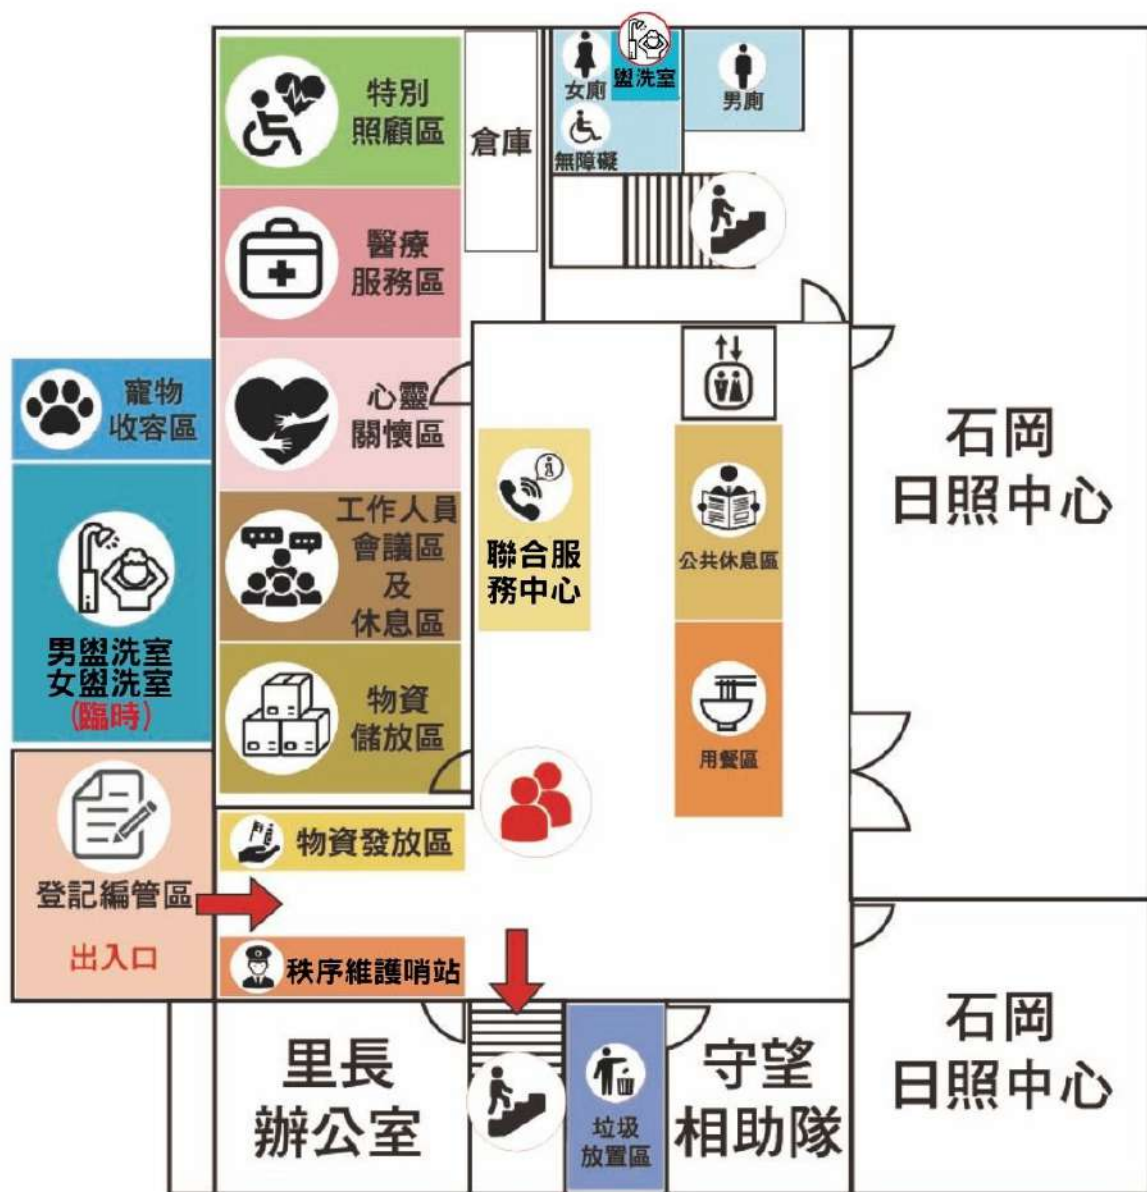 特別
照顧區
倉庫
女廁
盥洗室
男廁
無障礙
醫療
服務區
寵物
收容區
心靈
關懷區
石岡
日照中心
聯合服
務中心
公共休息區
工作人員
會議區
及
休息區
男盥洗室
女盥洗室
(臨時)
物資
儲放區
用餐區
物資發放區
登記編管區
出入口
秩序維護哨站
里長
辦公室
垃圾
放置區
守望
相助隊
石岡
日照中心